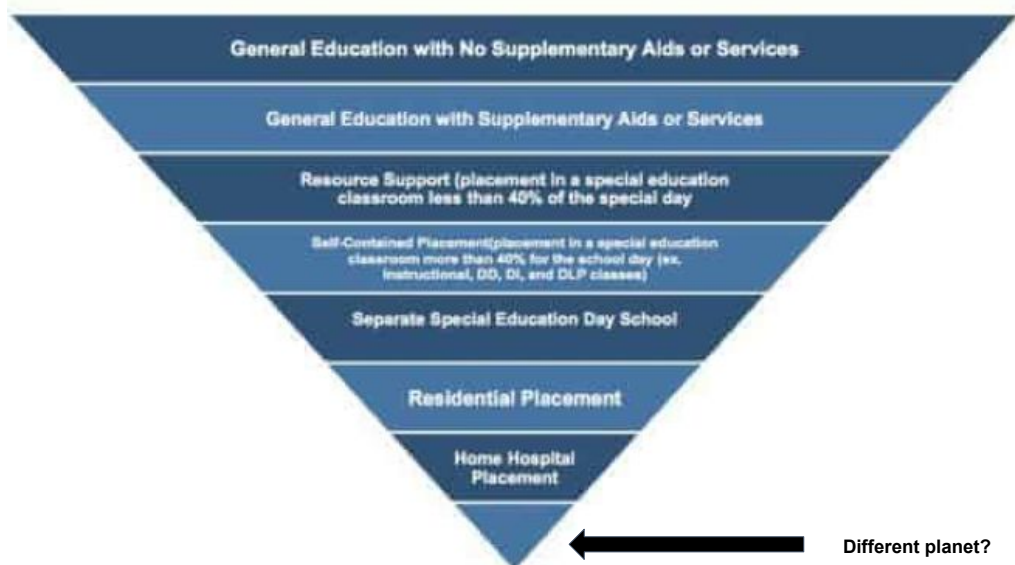 General Education with No Supplementary Aids or Services
General Education with Supplementary Aids or Services
Resource Support (placement in a special education
classroom less than 40% of the special day
Self-Contained Placement(placement in a special education
classroom more than 40% for the school day (ex.
Instructional, DD, DI, and DLP classes)
Separate Special Education Day School
Residential Placement
Home Hospital
Placement
Different planet?